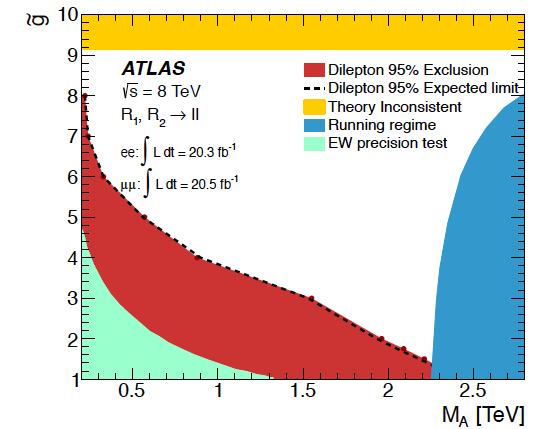 g̃
10
9
8
7
6
5
4
3
2
1
ATLAS
√s = 8 TeV
R₁, R₂ → ll
ee: ∫ L dt = 20.3 fb⁻¹
μμ: ∫ L dt = 20.5 fb⁻¹
Dilepton 95% Exclusion
Dilepton 95% Expected limit
Theory Inconsistent
Running regime
EW precision test
0.5 1 1.5 2 2.5
M_A [TeV]